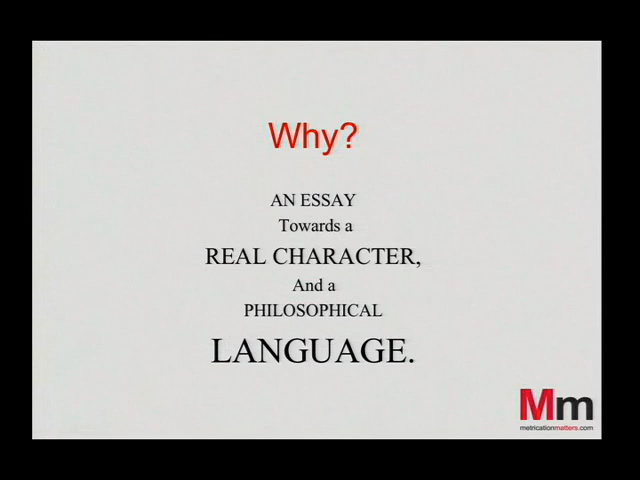 Why?
AN ESSAY
Towards a
REAL CHARACTER,
And a
PHILOSOPHICAL
LANGUAGE.
Mm
metricationmatters.com